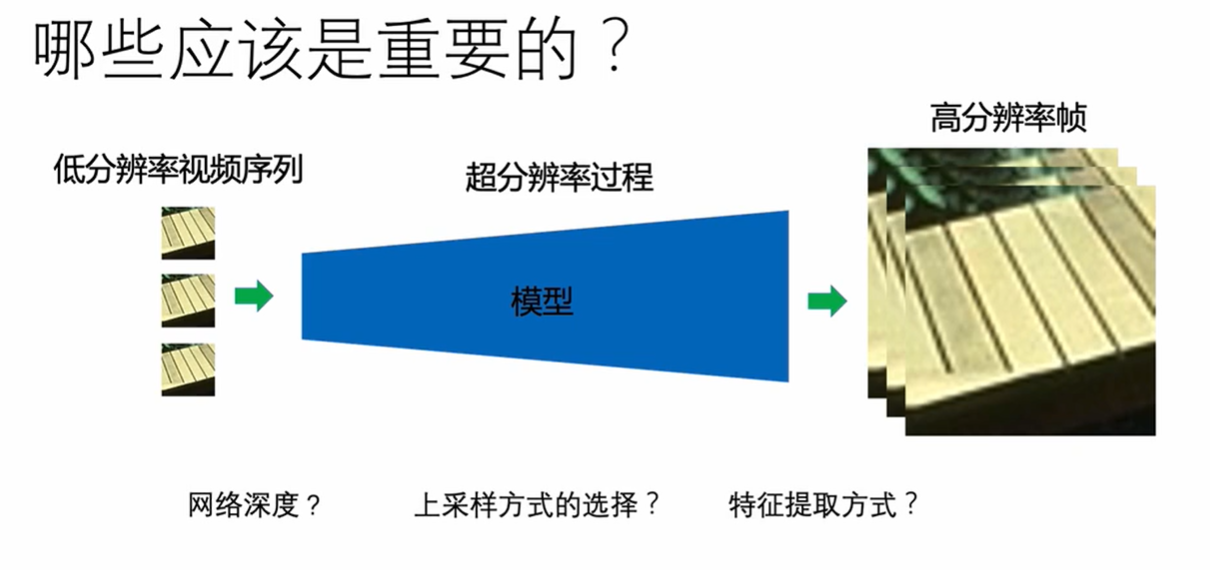 哪些应该是重要的？
低分辨率视频序列
超分辨率过程
高分辨率帧
模型
网络深度？
上采样方式的选择？
特征提取方式？